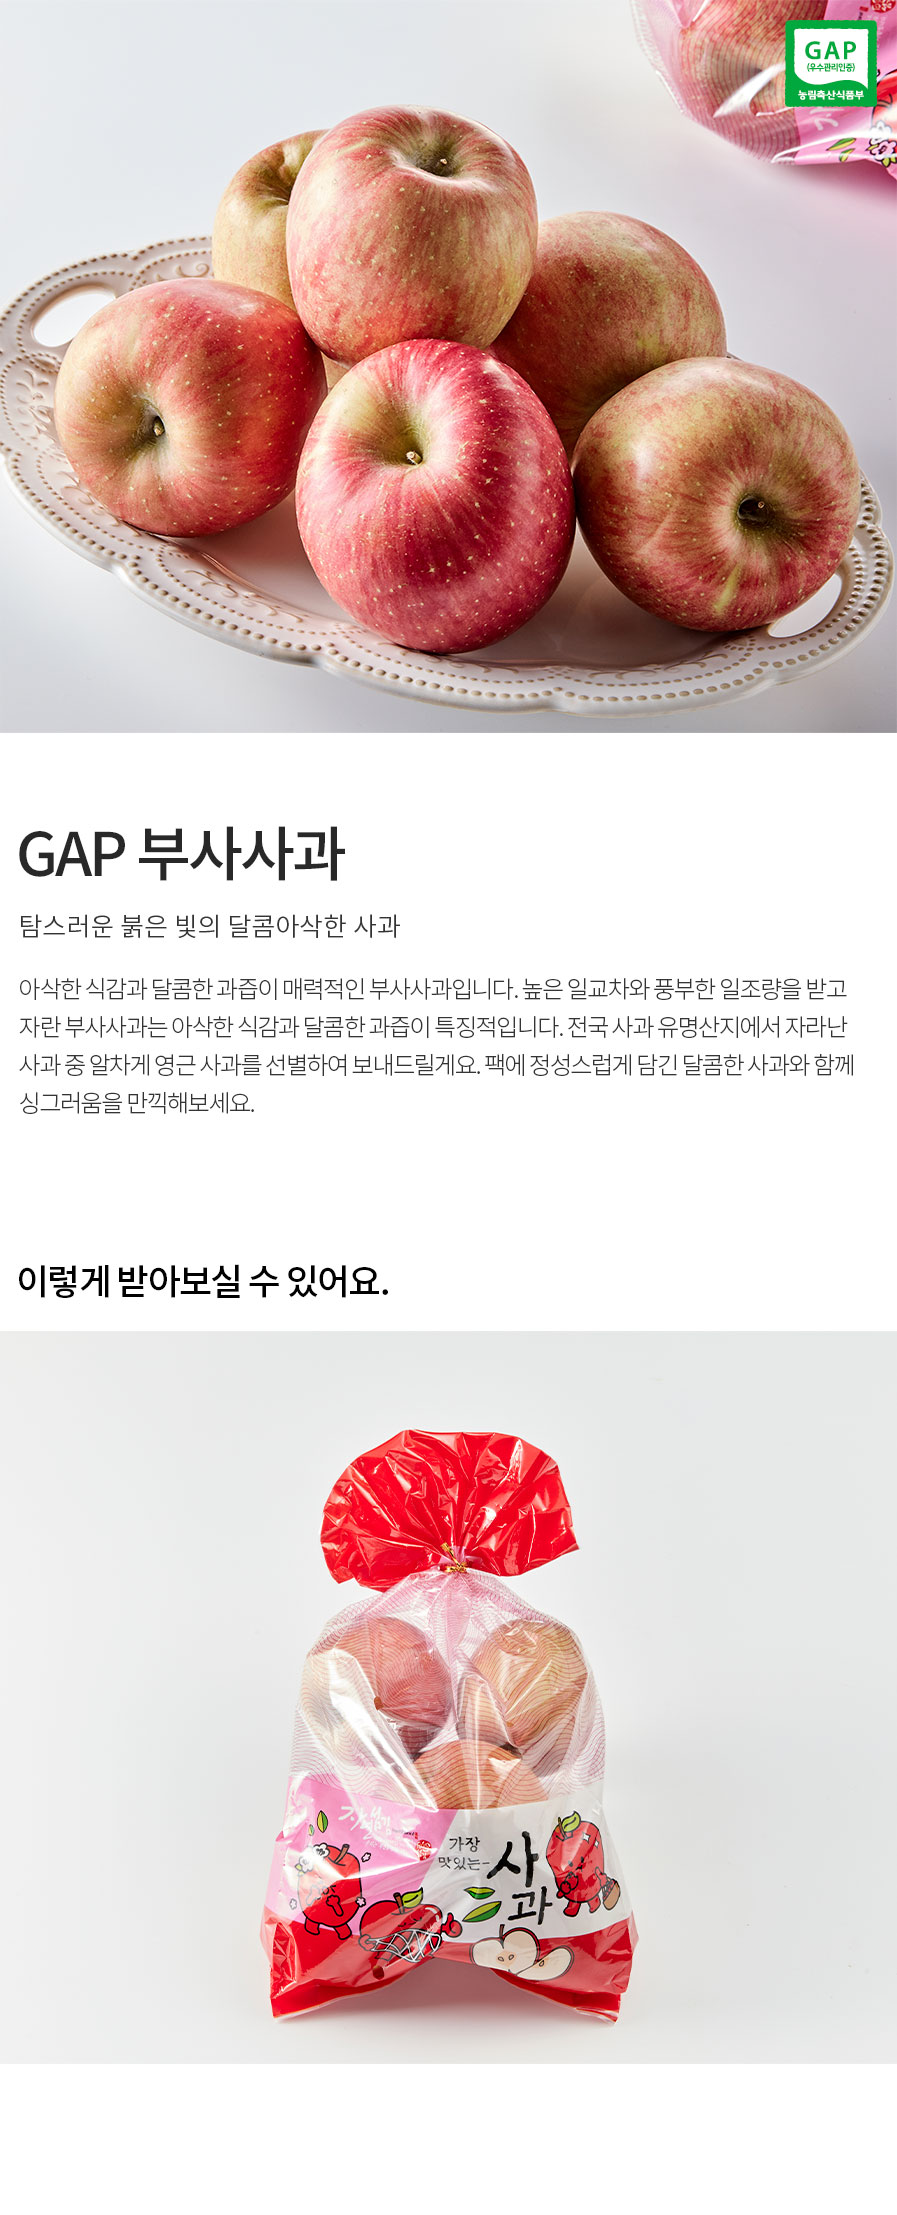 GAP
(우수관리인증)
농림축산식품부
GAP 부사사과
탐스러운 붉은 빛의 달콤아삭한 사과
아삭한 식감과 달콤한 과즙이 매력적인 부사사과입니다. 높은 일교차와 풍부한 일조량을 받고
자란 부사사과는 아삭한 식감과 달콤한 과즙이 특징적입니다. 전국 사과 유명산지에서 자라난
사과 중 알차게 영근 사과를 선별하여 보내드릴게요. 팩에 정성스럽게 담긴 달콤한 사과와 함께
싱그러움을 만끽해보세요.
이렇게 받아보실 수 있어요.
가장
맛있는~
사과